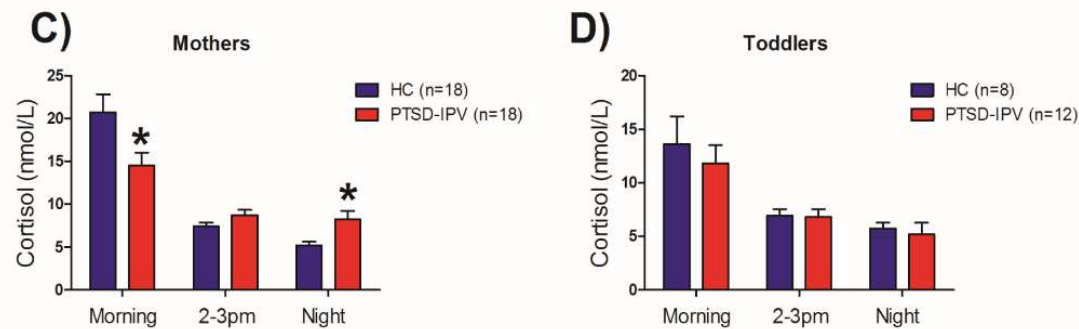 C)
Mothers
HC (n=18)
PTSD-IPV (n=18)
Cortisol (nmol/L)
25
20
15
10
5
0
*
*
Morning 2-3pm Night
D)
Toddlers
HC (n=8)
PTSD-IPV (n=12)
Cortisol (nmol/L)
20
15
10
5
0
Morning 2-3pm Night